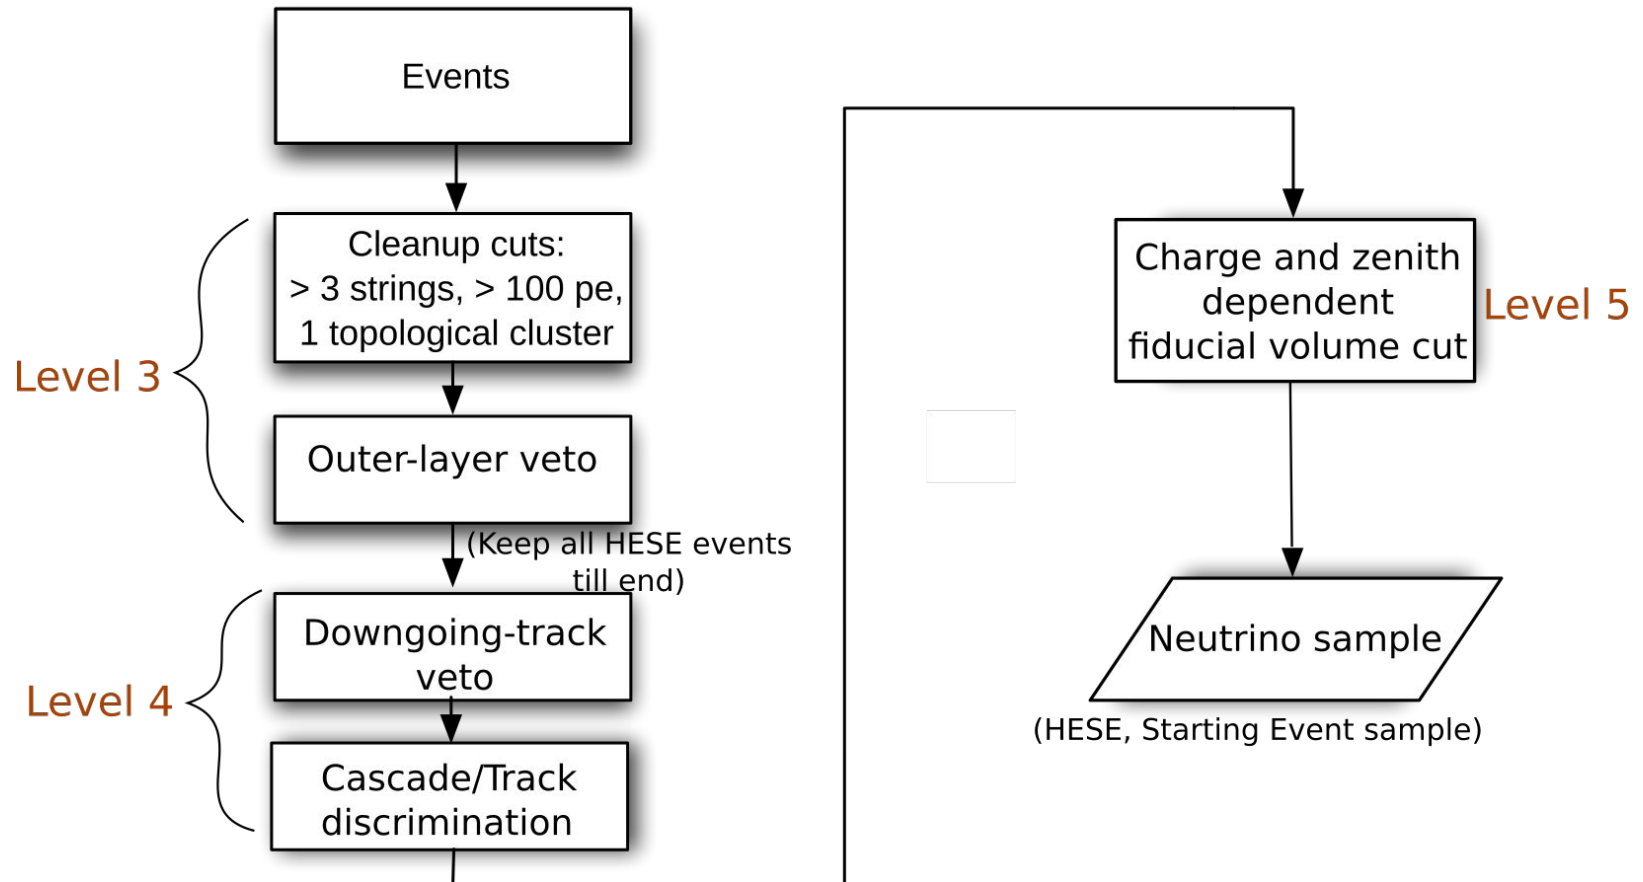 Events
Cleanup cuts:
> 3 strings, > 100 pe,
1 topological cluster
Level 3
Outer-layer veto
(Keep all HESE events
till end)
Downgoing-track
veto
Level 4
Cascade/Track
discrimination
Charge and zenith
dependent
fiducial volume cut
Level 5
Neutrino sample
(HESE, Starting Event sample)